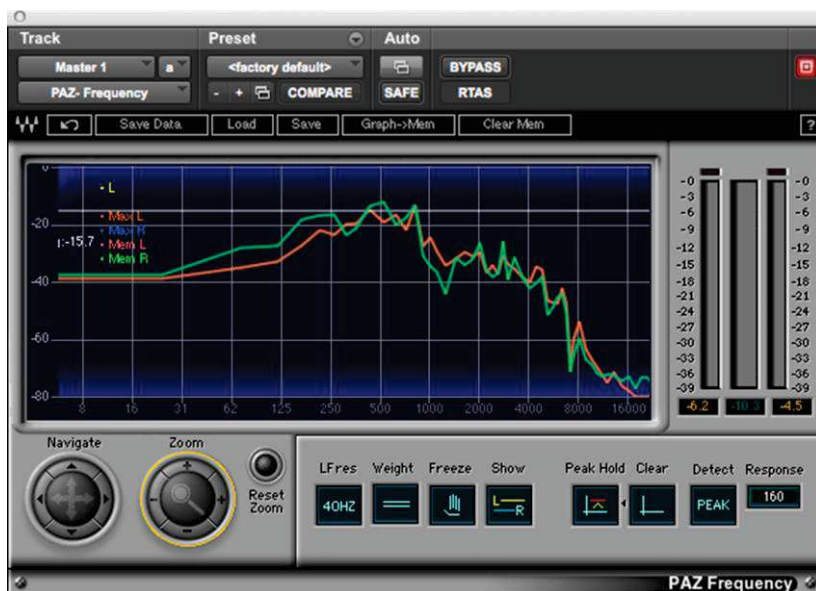 Track Preset Auto
Master 1 a <factory default> BYPASS
PAZ- Frequency - + COMPARE SAFE RTAS
Save Data Load Save Graph->Mem Clear Mem ?
0
-20
-40
-60
-80
L
Max L
Max R
Mem L
Mem R
:-15.7
8 16 31 62 125 250 500 1000 2000 4000 8000 16000
-0 -0
-3 -3
-6 -6
-9 -9
-12 -12
-15 -15
-18 -18
-21 -21
-24 -24
-27 -27
-30 -30
-33 -33
-36 -36
-39 -39
-6.2 -10.3 -4.5
Navigate Zoom
Reset
Zoom
LFres Weight Freeze Show Peak Hold Clear Detect Response
40HZ L R PEAK 160
PAZ Frequency